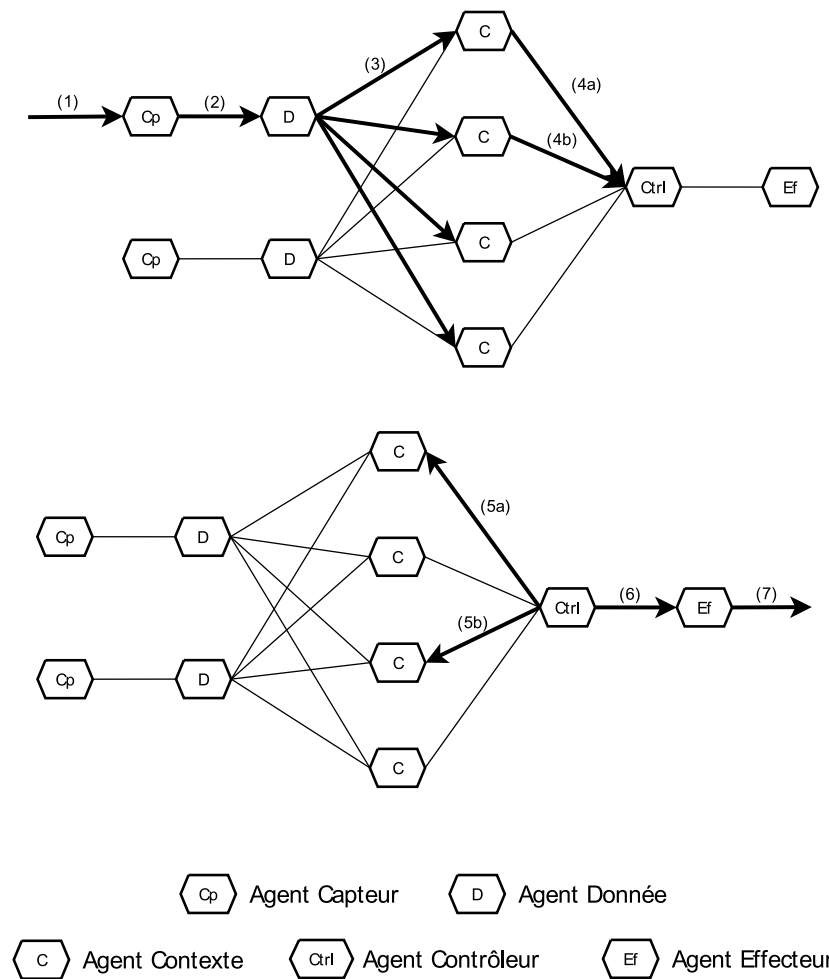 C
(3)
(4a)
(1)
Cp
(2)
D
C
(4b)
Ctrl
Ef
C
Cp
D
C
C
(5a)
Cp
D
C
Ctrl
(6)
Ef
(7)
(5b)
C
Cp
D
C
Cp Agent Capteur
D Agent Donnée
C Agent Contexte
Ctrl Agent Contrôleur
Ef Agent Effecteur